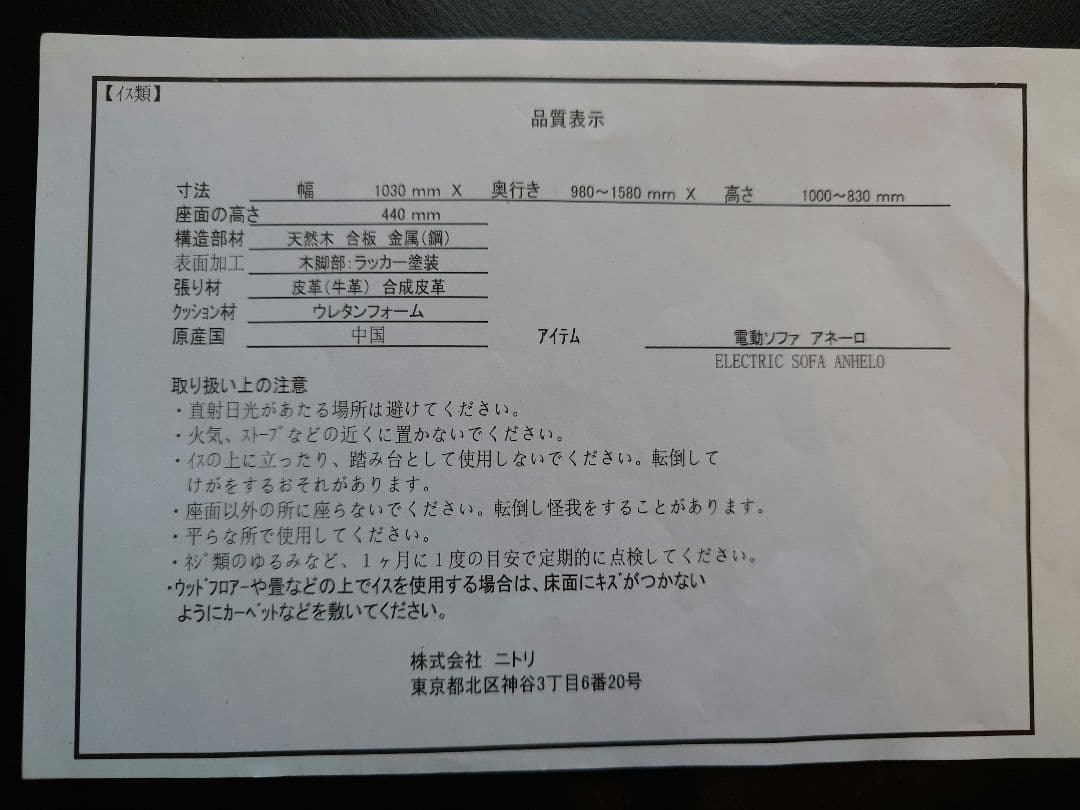 【ｲｽ類】
品質表示
寸法 幅 1030 mm X 奥行き 980～1580 mm X 高さ 1000～830 mm
座面の高さ 440 mm
構造部材 天然木 合板 金属(鋼)
表面加工 木脚部:ラッカー塗装
張り材 皮革(牛革) 合成皮革
ｸｯｼｮﾝ材 ウレタンフォーム
原産国 中国 アイテム 電動ソファ アネーロ
ELECTRIC SOFA ANHELO
取り扱い上の注意
・直射日光があたる場所は避けてください。
・火気、ｽﾄｰﾌﾞなどの近くに置かないでください。
・ｲｽの上に立ったり、踏み台として使用しないでください。転倒して
けがをするおそれがあります。
・座面以外の所に座らないでください。転倒し怪我をすることがあります。
・平らな所で使用してください。
・ﾈｼﾞ類のゆるみなど、１ヶ月に１度の目安で定期的に点検してください。
・ｳｯﾄﾞﾌﾛｱｰや畳などの上でｲｽを使用する場合は、床面にｷｽﾞがつかない
ようにｶｰﾍﾟｯﾄなどを敷いてください。
株式会社 ニトリ
東京都北区神谷3丁目6番20号